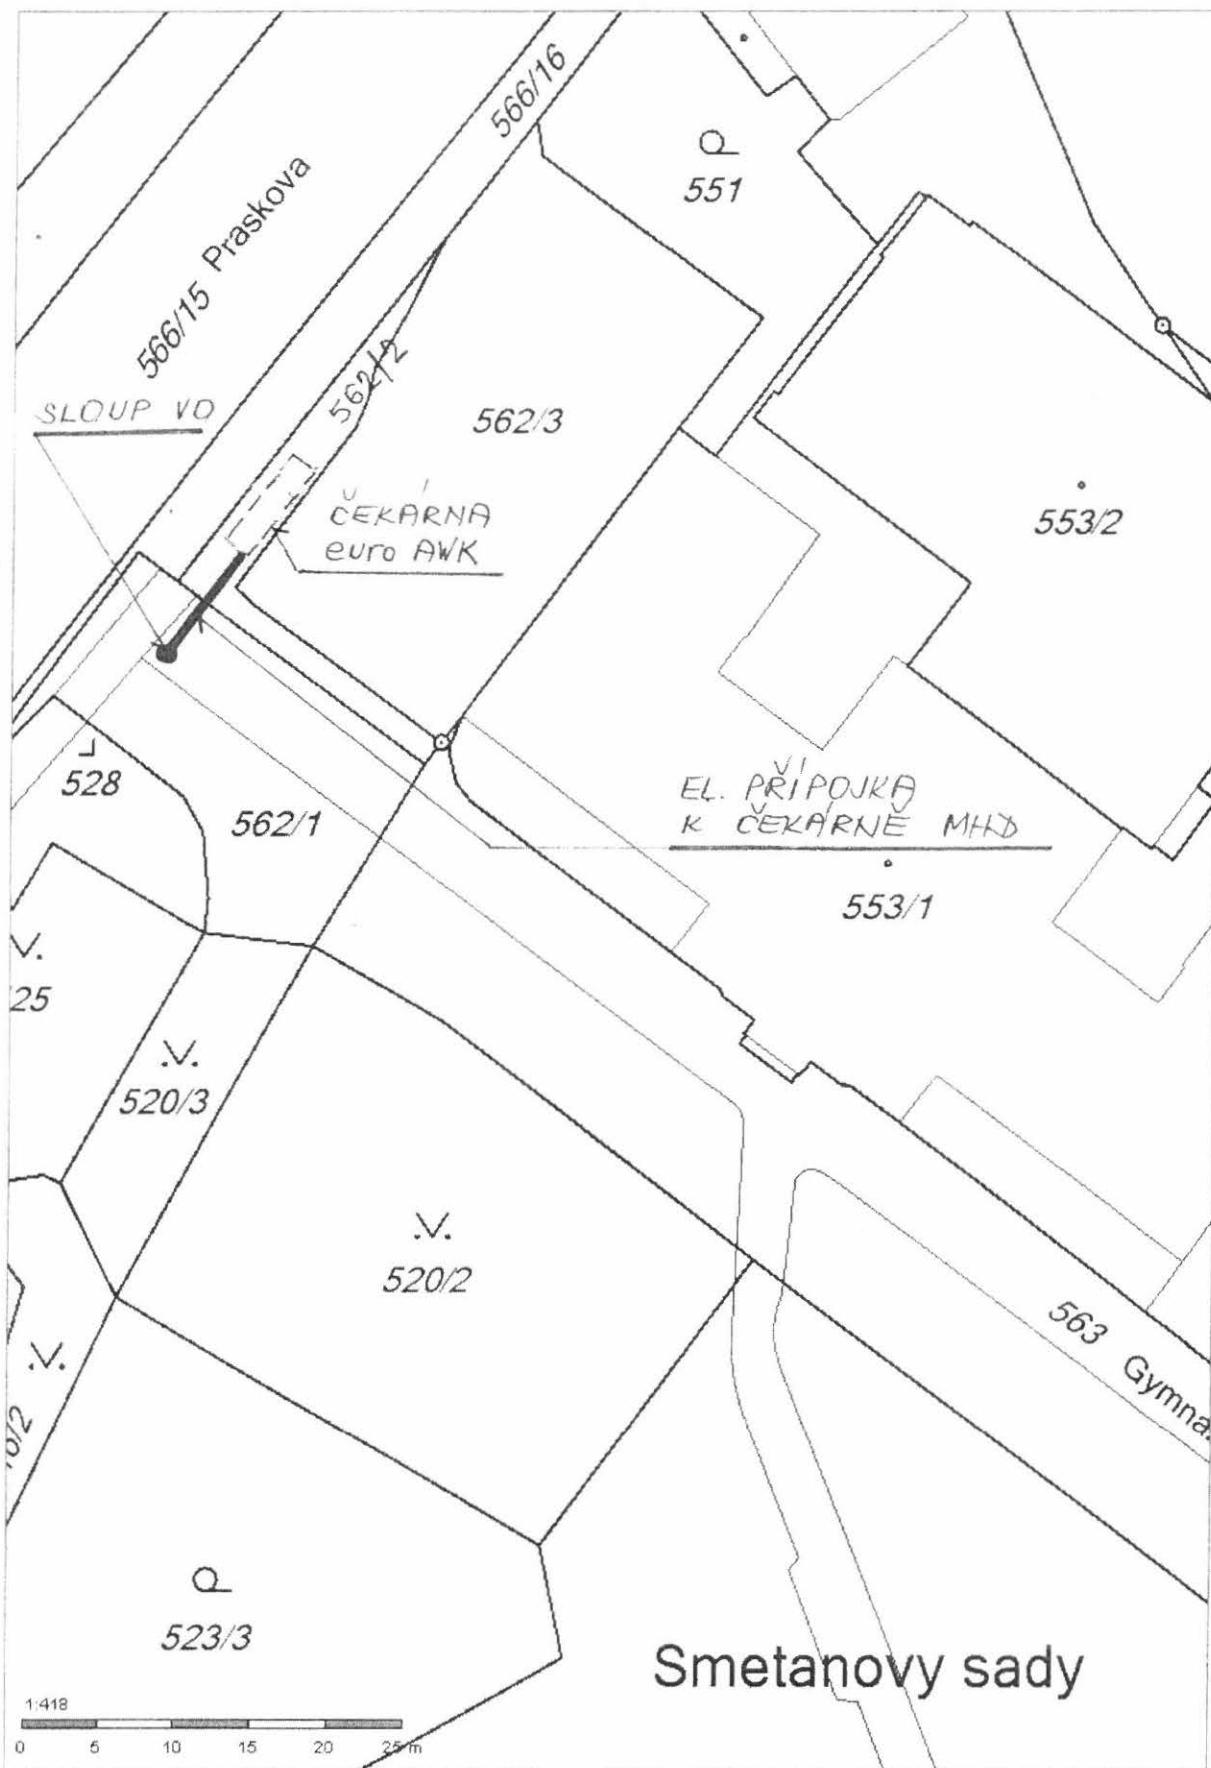 566/16
551
566/15 Praskova
562/2
SLOUP VO
562/3
ČEKÁRNA
euro AWK
553/2
528
562/1
EL. PŘÍPOJKA
K ČEKÁRNĚ MHD
553/1
25
520/3
520/2
563 Gymna.
523/3
Smetanovy sady
1:418
0 5 10 15 20 25 m